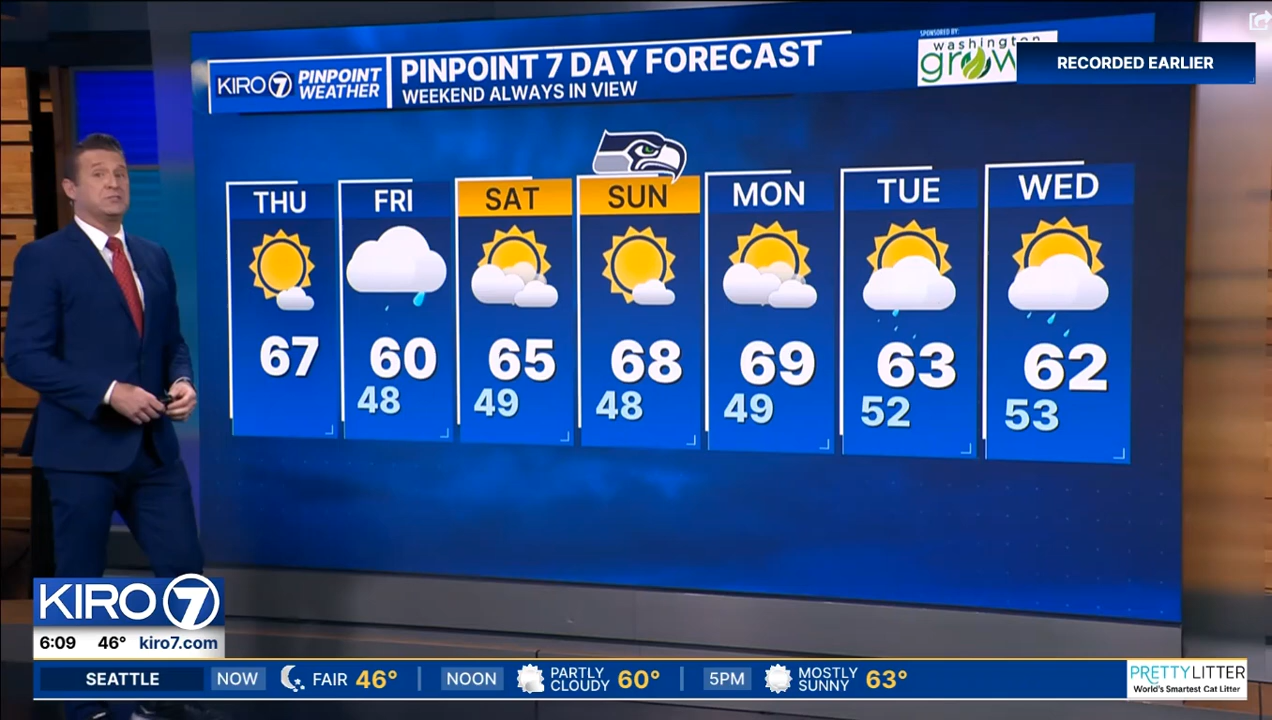 KIRO 7 PINPOINT WEATHER
PINPOINT 7 DAY FORECAST
WEEKEND ALWAYS IN VIEW
SPONSORED BY:
washington
grow
RECORDED EARLIER
THU FRI SAT SUN MON TUE WED
67 60 65 68 69 63 62
48 49 48 49 52 53
KIRO 7
6:09 46° kiro7.com
SEATTLE NOW FAIR 46° | NOON PARTLY CLOUDY 60° | 5PM MOSTLY SUNNY 63°
PRETTYLITTER
World's Smartest Cat Litter